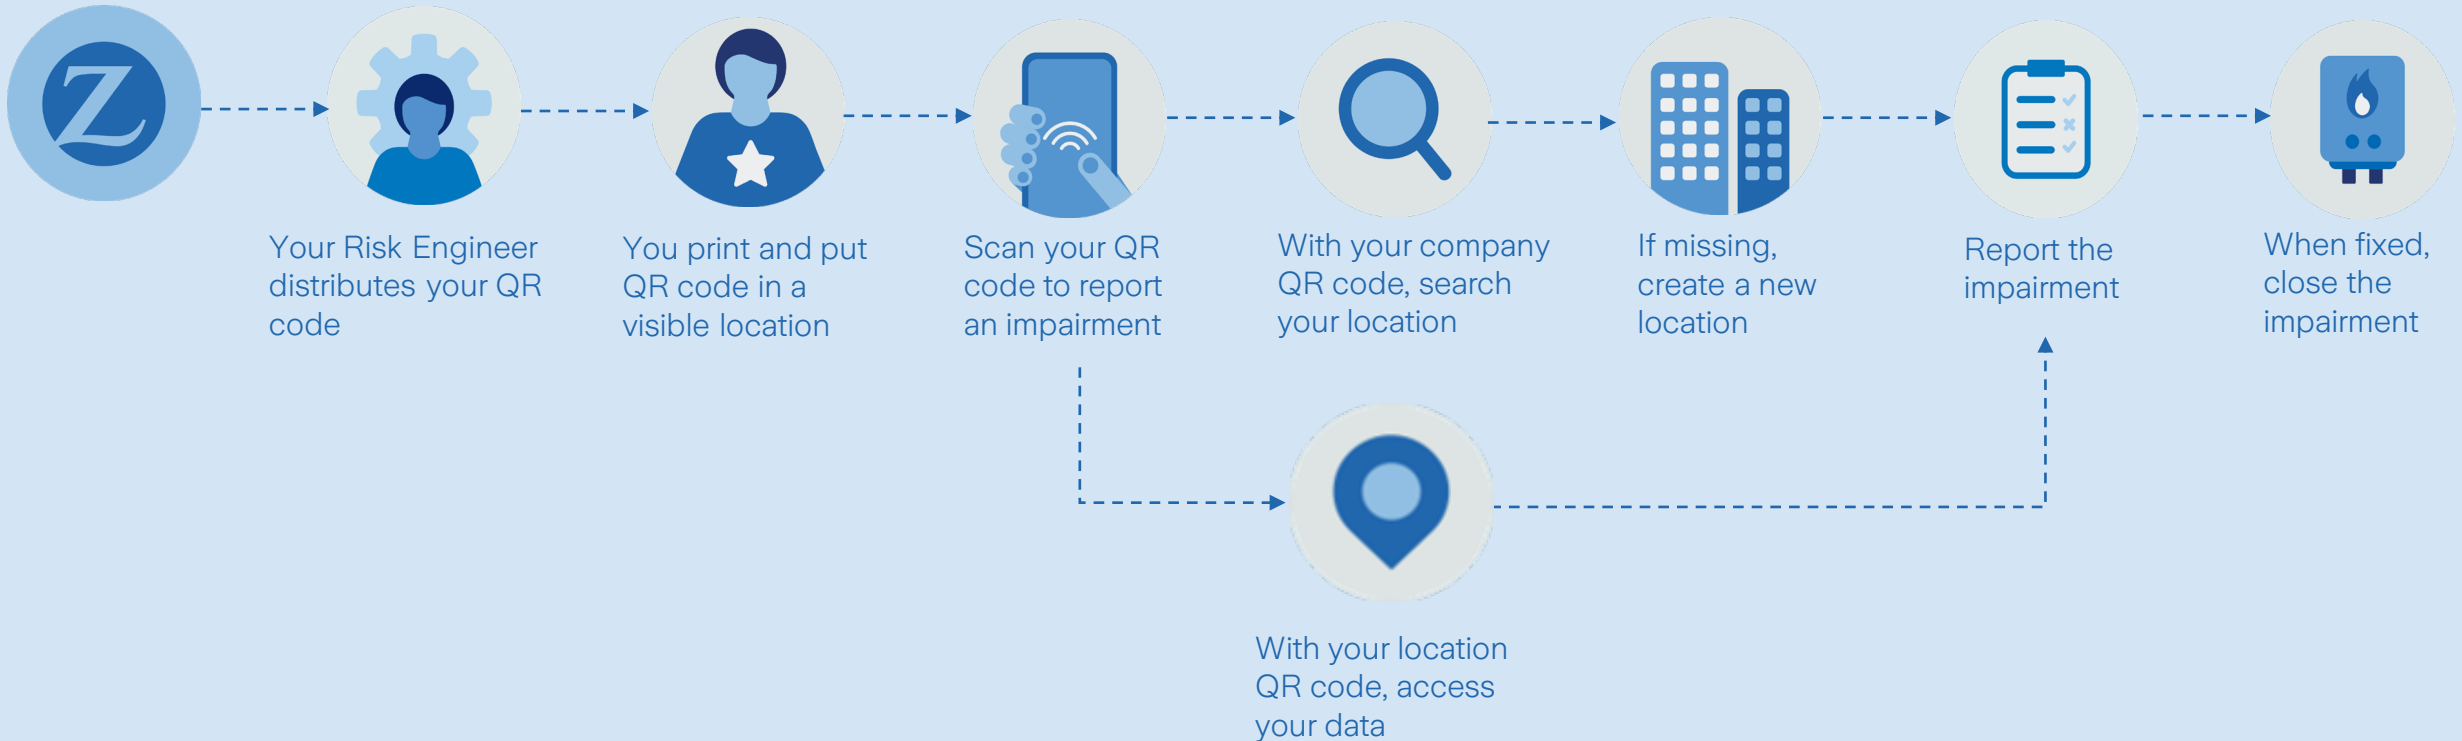 Z
Your Risk Engineer
distributes your QR
code
You print and put
QR code in a
visible location
Scan your QR
code to report
an impairment
With your company
QR code, search
your location
If missing,
create a new
location
Report the
impairment
When fixed,
close the
impairment
With your location
QR code, access
your data